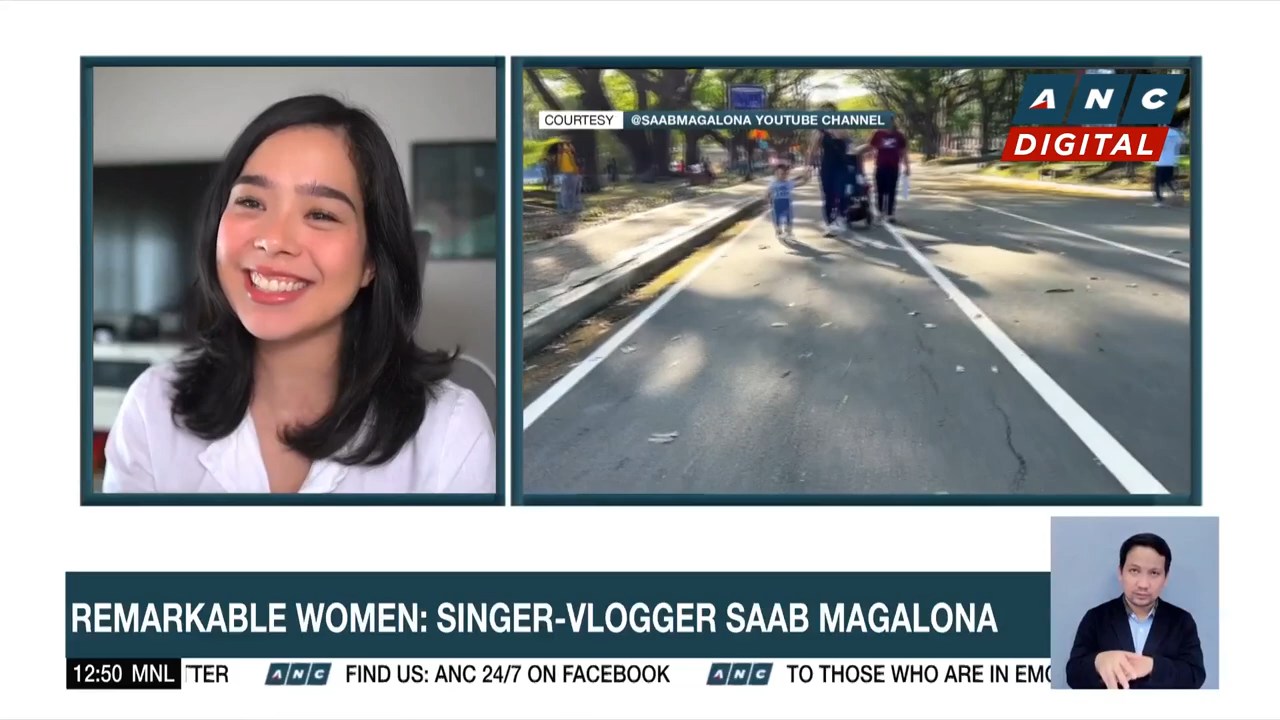 COURTESY @SAABMAGALONA YOUTUBE CHANNEL
ANC
DIGITAL
REMARKABLE WOMEN: SINGER-VLOGGER SAAB MAGALONA
12:50 MNL TTER ANC FIND US: ANC 24/7 ON FACEBOOK ANC TO THOSE WHO ARE IN EMO